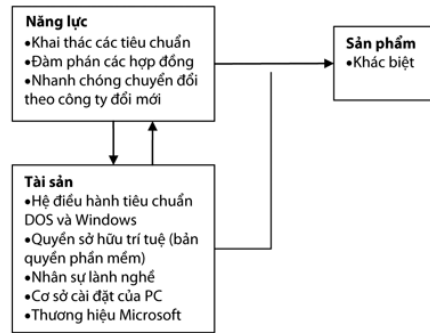 Năng lực
•Khai thác các tiêu chuẩn
•Đàm phán các hợp đồng
•Nhanh chóng chuyển đổi
theo công ty đổi mới
Sản phẩm
•Khác biệt
Tài sản
•Hệ điều hành tiêu chuẩn
DOS và Windows
•Quyền sở hữu trí tuệ (bản
quyền phần mềm)
•Nhân sự lành nghề
•Cơ sở cài đặt của PC
•Thương hiệu Microsoft